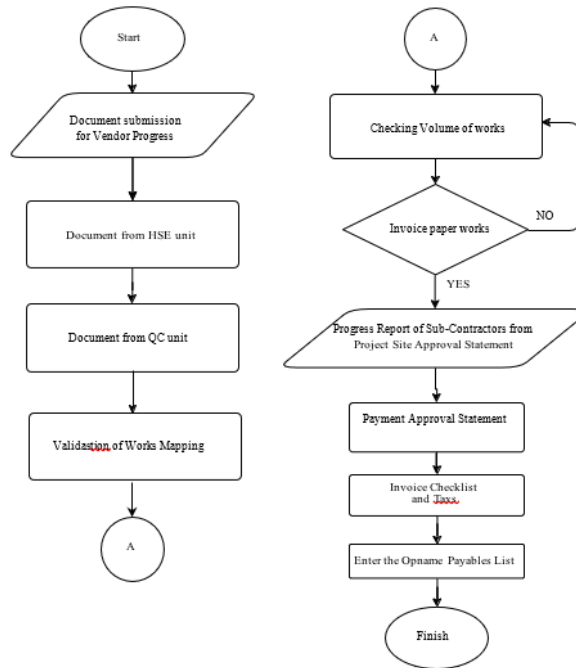 Start
Document submission
for Vendor Progress
Document from HSE unit
Document from QC unit
Validastion of Works Mapping
A
A
Checking Volume of works
Invoice paper works
NO
YES
Progress Report of Sub-Contractors from
Project Site Approval Statement
Payment Approval Statement
Invoice Checklist
and Taxs
Enter the Opname Payables List
Finish